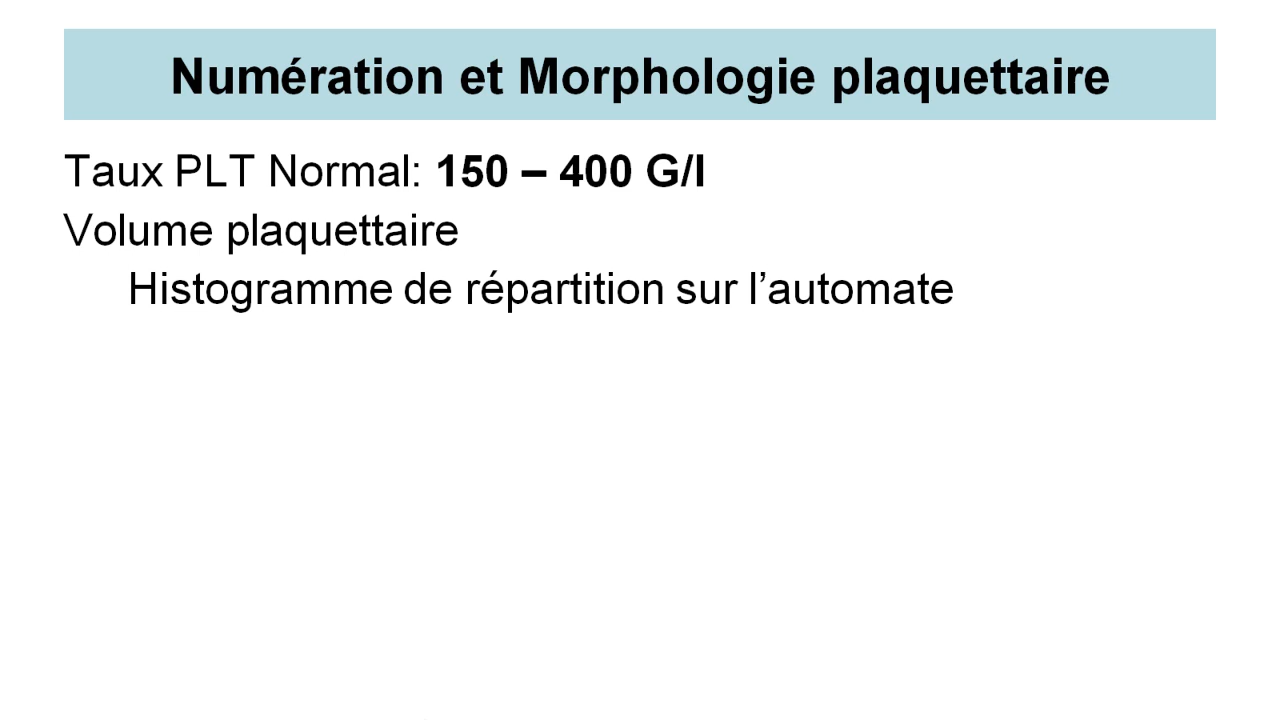 Numération et Morphologie plaquettaire
Taux PLT Normal: 150 – 400 G/l
Volume plaquettaire
Histogramme de répartition sur l’automate